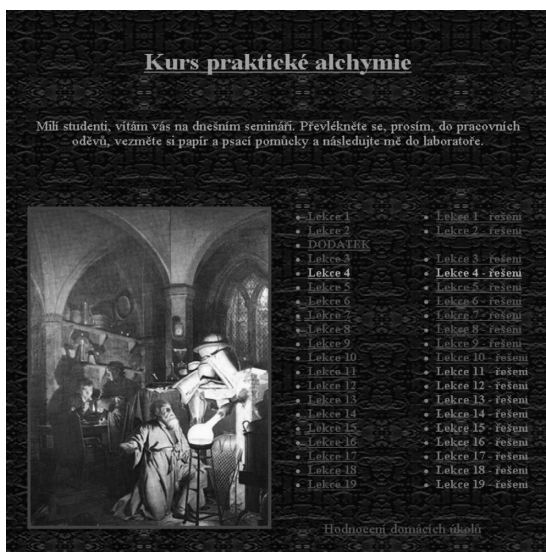 Kurs praktické alchymie
Milí studenti, vítám vás na dnešním semináři. Převlékněte se, prosím, do pracovních
oděvů, vezměte si papír a psací pomůcky a následujte mě do laboratoře.
Lekce 1
Lekce 2
DODATEK
Lekce 3
Lekce 4
Lekce 5
Lekce 6
Lekce 7
Lekce 8
Lekce 9
Lekce 10
Lekce 11
Lekce 12
Lekce 13
Lekce 14
Lekce 15
Lekce 16
Lekce 17
Lekce 18
Lekce 19
Lekce 1 - řešení
Lekce 2 - řešení
Lekce 3 - řešení
Lekce 4 - řešení
Lekce 5 - řešení
Lekce 6 - řešení
Lekce 7 - řešení
Lekce 8 - řešení
Lekce 9 - řešení
Lekce 10 - řešení
Lekce 11 - řešení
Lekce 12 - řešení
Lekce 13 - řešení
Lekce 14 - řešení
Lekce 15 - řešení
Lekce 16 - řešení
Lekce 17 - řešení
Lekce 18 - řešení
Lekce 19 - řešení
Hodnocení domácích úkolů